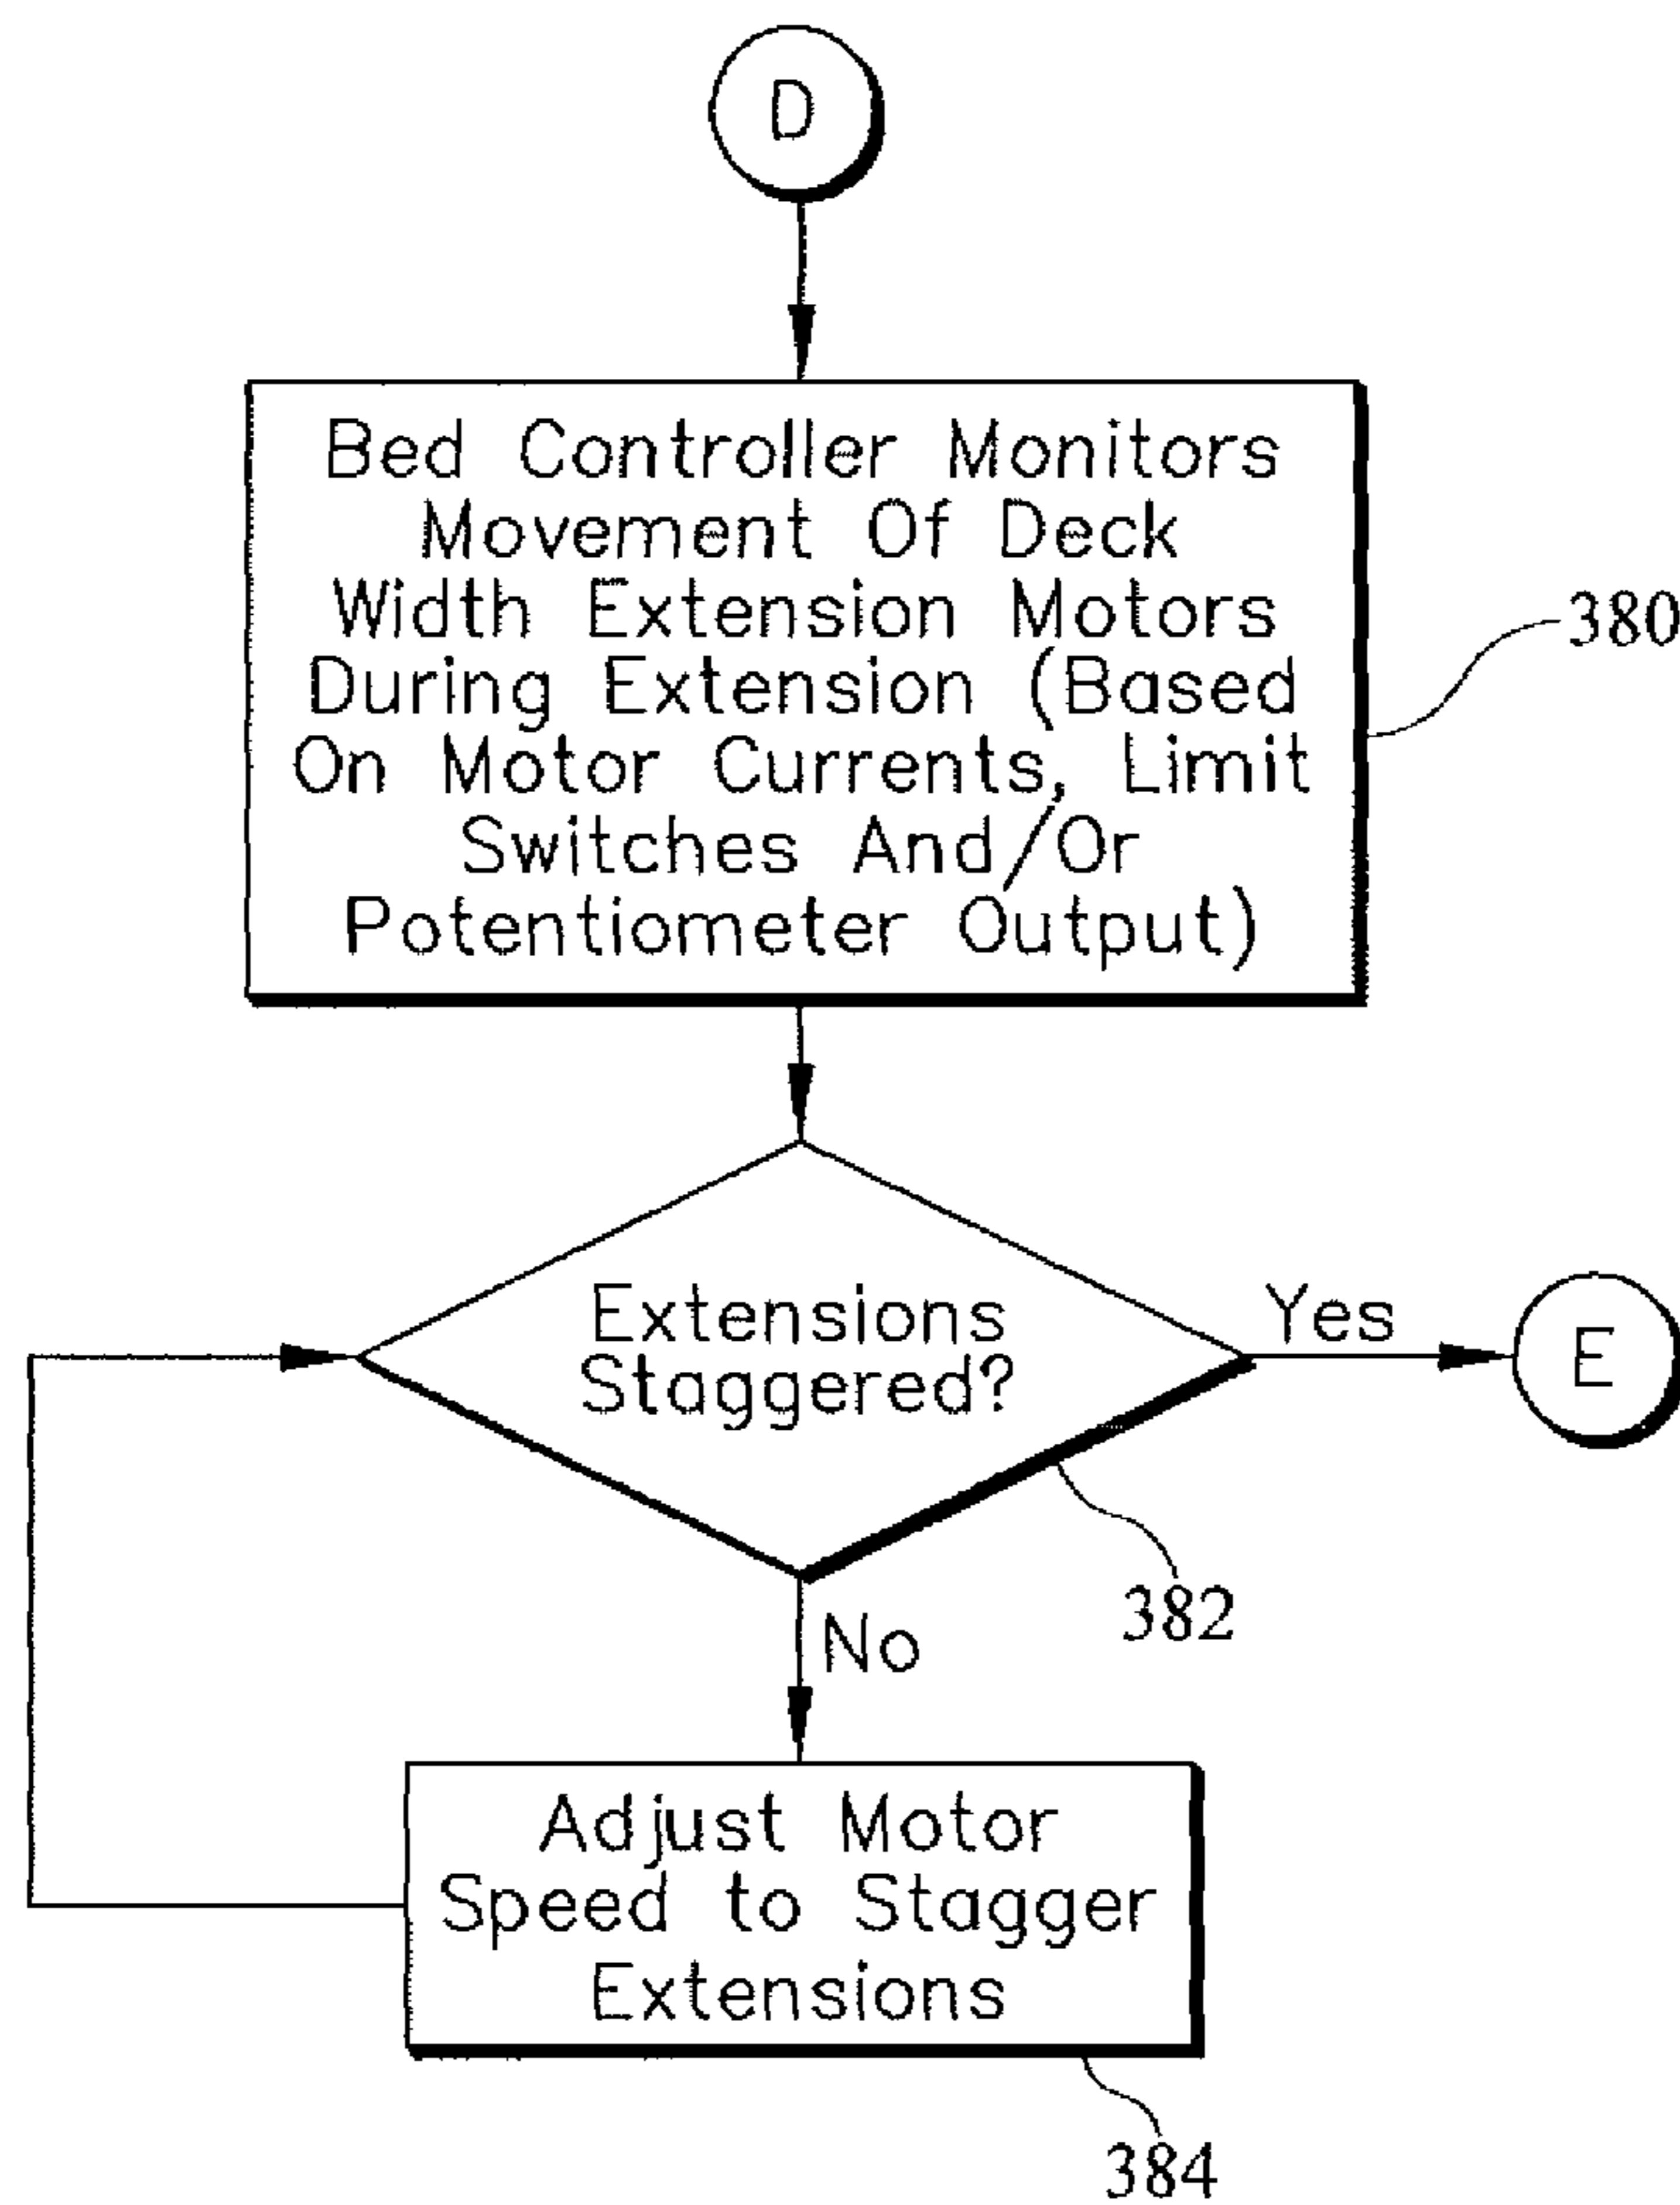 D
Bed Controller Monitors
Movement Of Deck
Width Extension Motors
During Extension (Based
On Motor Currents, Limit
Switches And/Or
Potentiometer Output)
380
Extensions
Staggered?
Yes
E
382
No
Adjust Motor
Speed to Stagger
Extensions
384